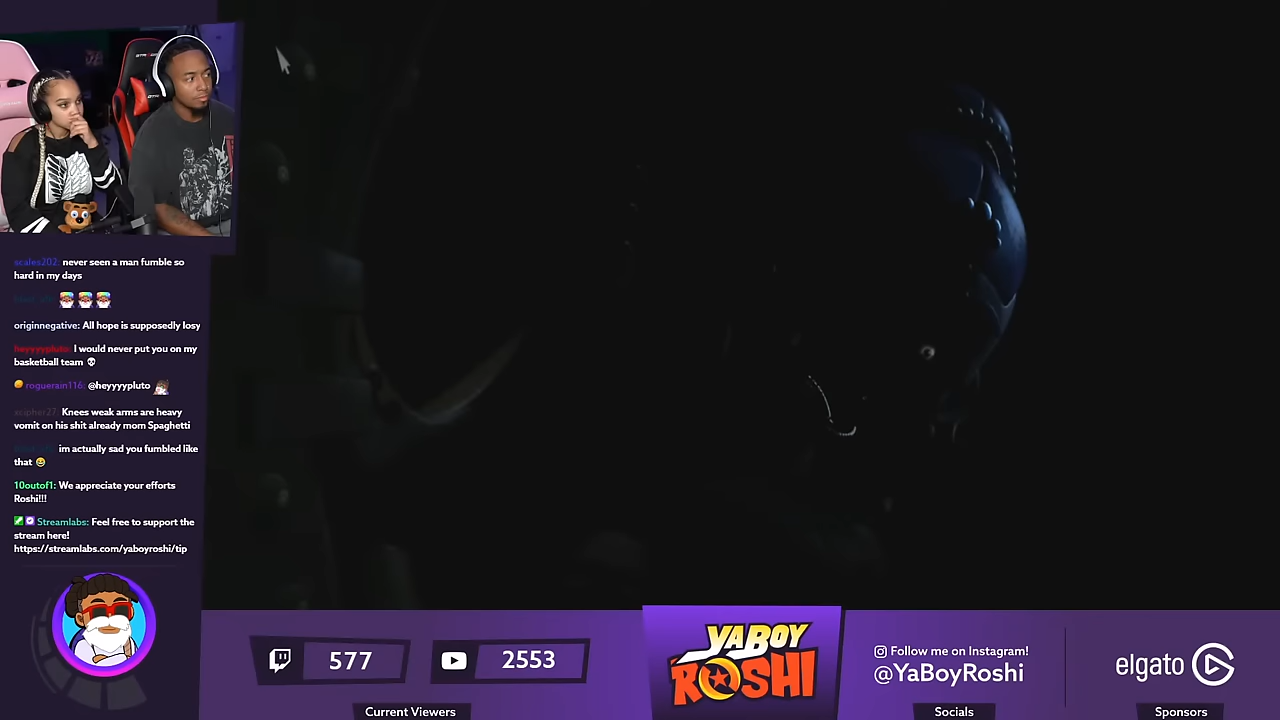 scales202: never seen a man fumble so
hard in my days
originnegative: All hope is supposedly losy
heyyyypluto: I would never put you on my
basketball team
roguerain116: @heyyyypluto
xcipher27: Knees weak arms are heavy
vomit on his shit already mom Spaghetti
im actually sad you fumbled like
that
10outof1: We appreciate your efforts
Roshi!!!
Streamlabs: Feel free to support the
stream here!
https://streamlabs.com/yaboyroshi/tip
577
2553
Current Viewers
YABOY
ROSHI
Follow me on Instagram!
@YaBoyRoshi
Socials
elgato
Sponsors